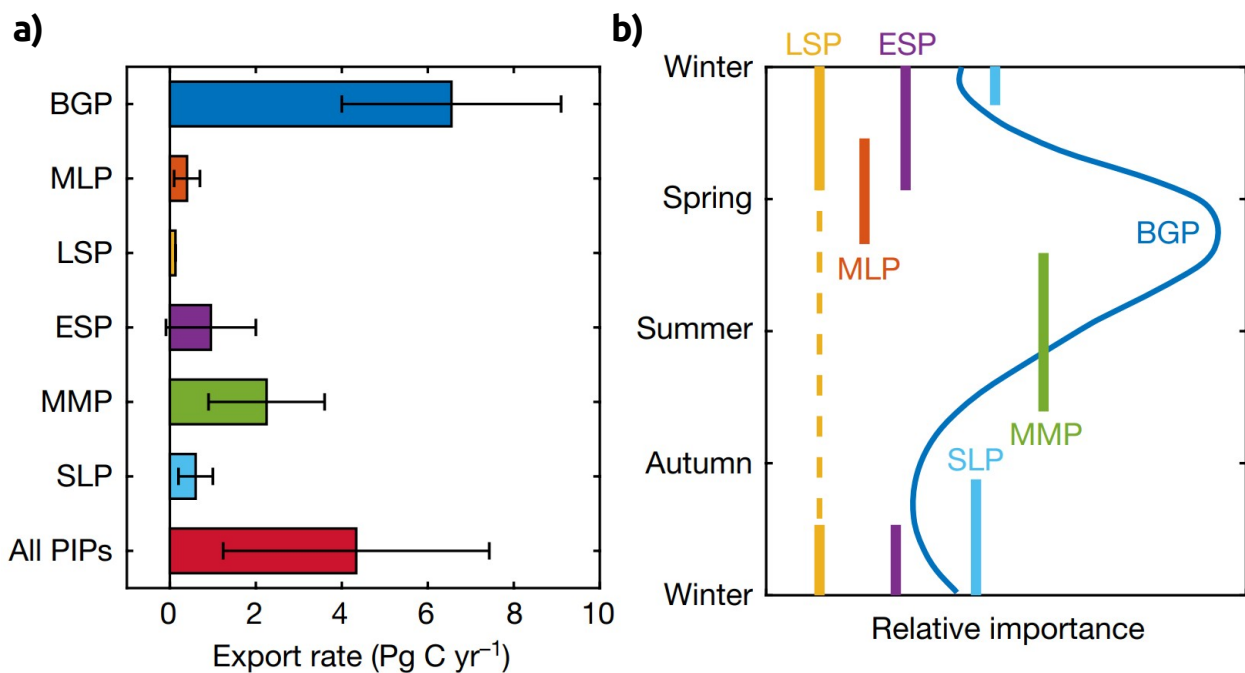 a)
BGP
MLP
LSP
ESP
MMP
SLP
All PIPs
0 2 4 6 8 10
Export rate (Pg C yr⁻¹)
b)
LSP ESP
Winter
Spring
BGP
MLP
Summer
MMP
Autumn SLP
Winter
Relative importance